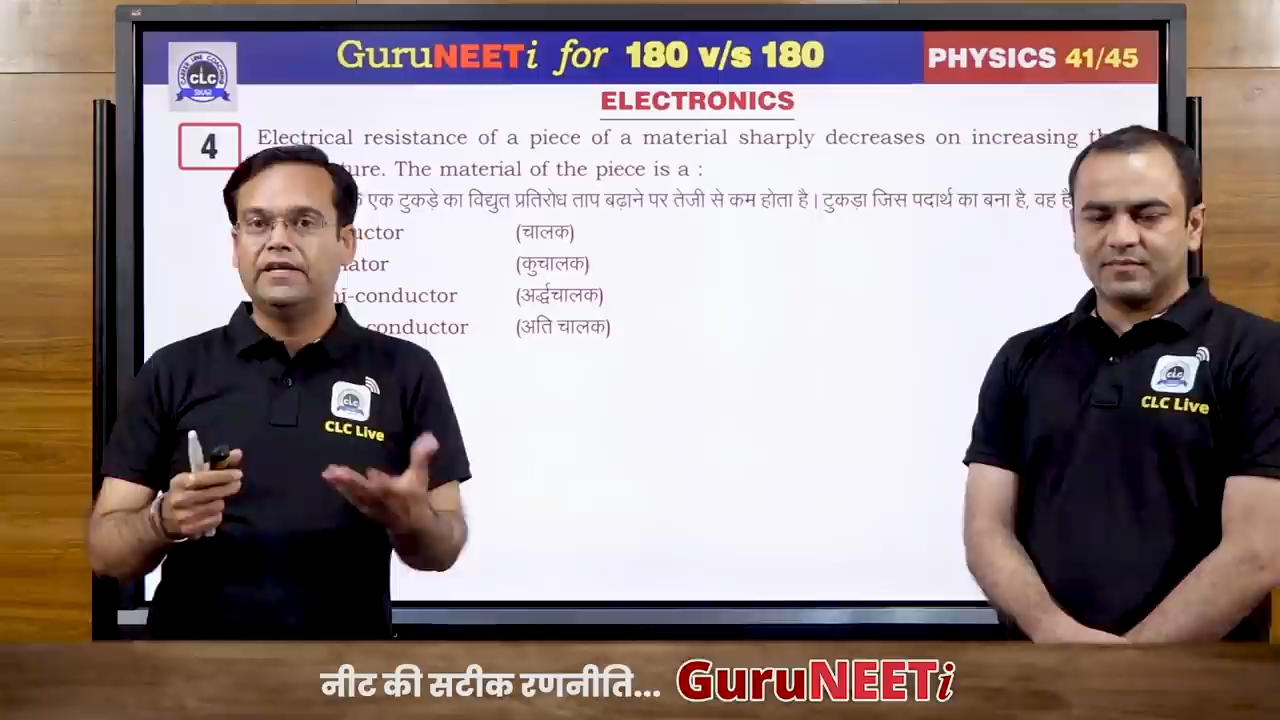 GuruNEETi for 180 v/s 180
PHYSICS 41/45
CLC
ELECTRONICS
4
Electrical resistance of a piece of a material sharply decreases on increasing
The material of the piece is a :
एक टुकड़े का विद्युत प्रतिरोध ताप बढ़ाने पर तेजी से कम होता है। टुकड़ा जिस पदार्थ का बना है, वह है
(चालक)
(कुचालक)
(अर्द्धचालक)
conductor (अति चालक)
CLC Live
CLC Live
नीट की सटीक रणनीति... GuruNEETi